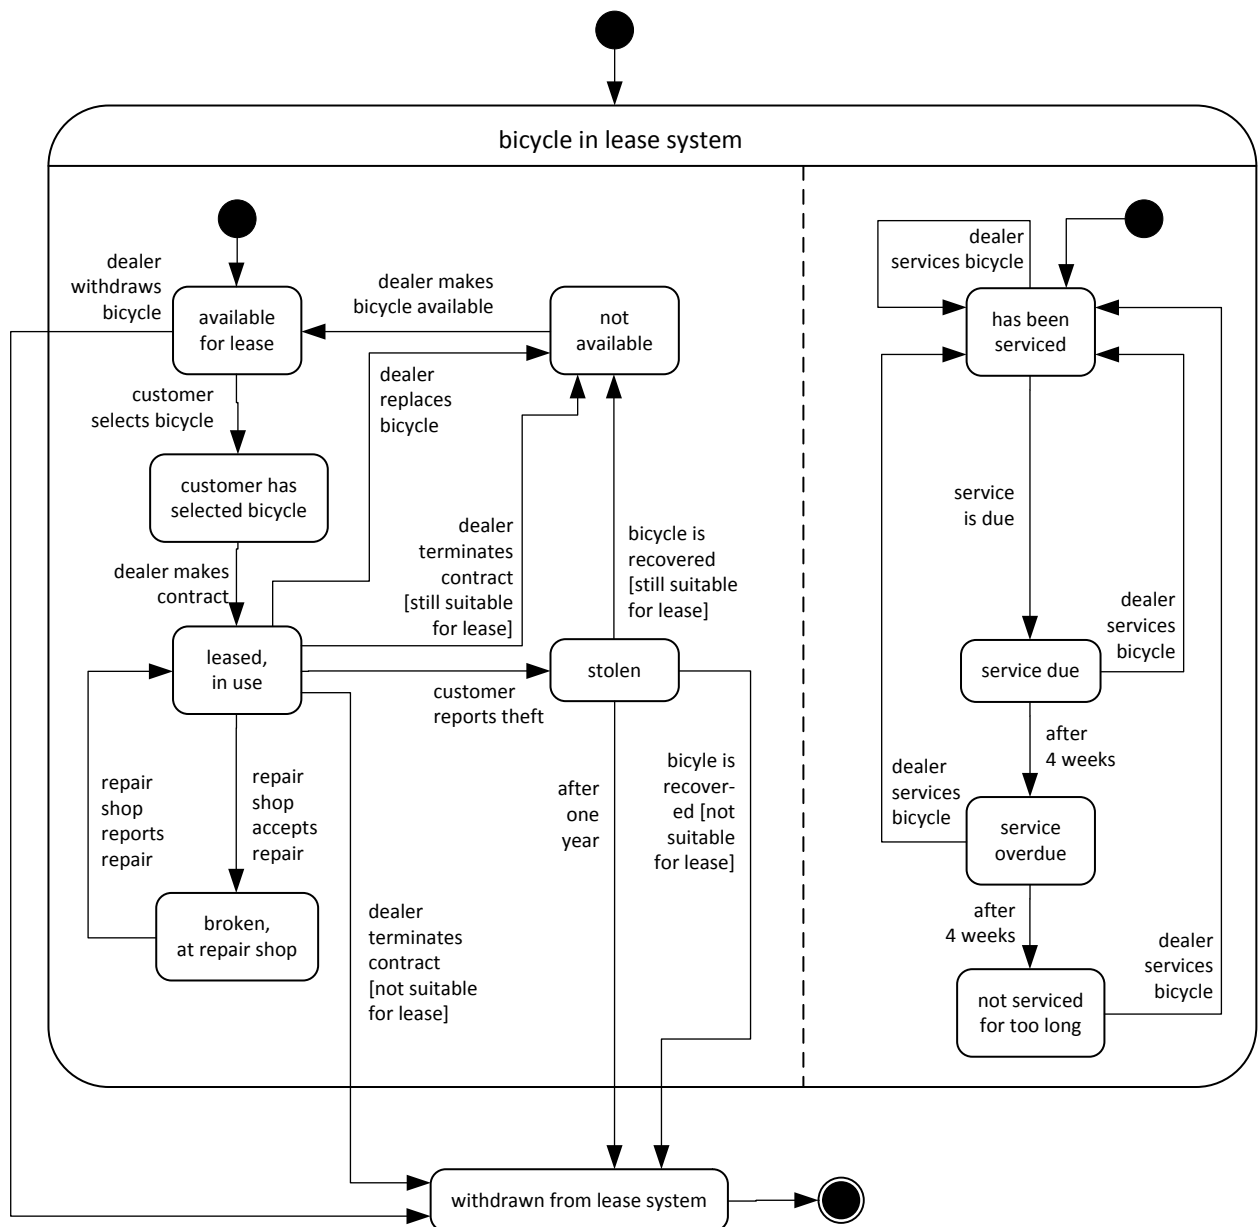 bicycle in lease system
dealer
withdraws
bicycle
available
for lease
dealer makes
bicycle available
not
available
customer
selects bicycle
dealer
replaces
bicycle
customer has
selected bicycle
dealer makes
contract
dealer
terminates
contract
[still suitable
for lease]
bicycle is
recovered
[still suitable
for lease]
leased,
in use
stolen
customer
reports theft
repair
shop
reports
repair
repair
shop
accepts
repair
after
one
year
bicyle is
recover-
ed [not
suitable
for lease]
broken,
at repair shop
dealer
terminates
contract
[not suitable
for lease]
dealer
services bicycle
has been
serviced
service
is due
dealer
services
bicycle
service due
after
4 weeks
dealer
services
bicycle
service
overdue
after
4 weeks
dealer
services
bicycle
not serviced
for too long
withdrawn from lease system